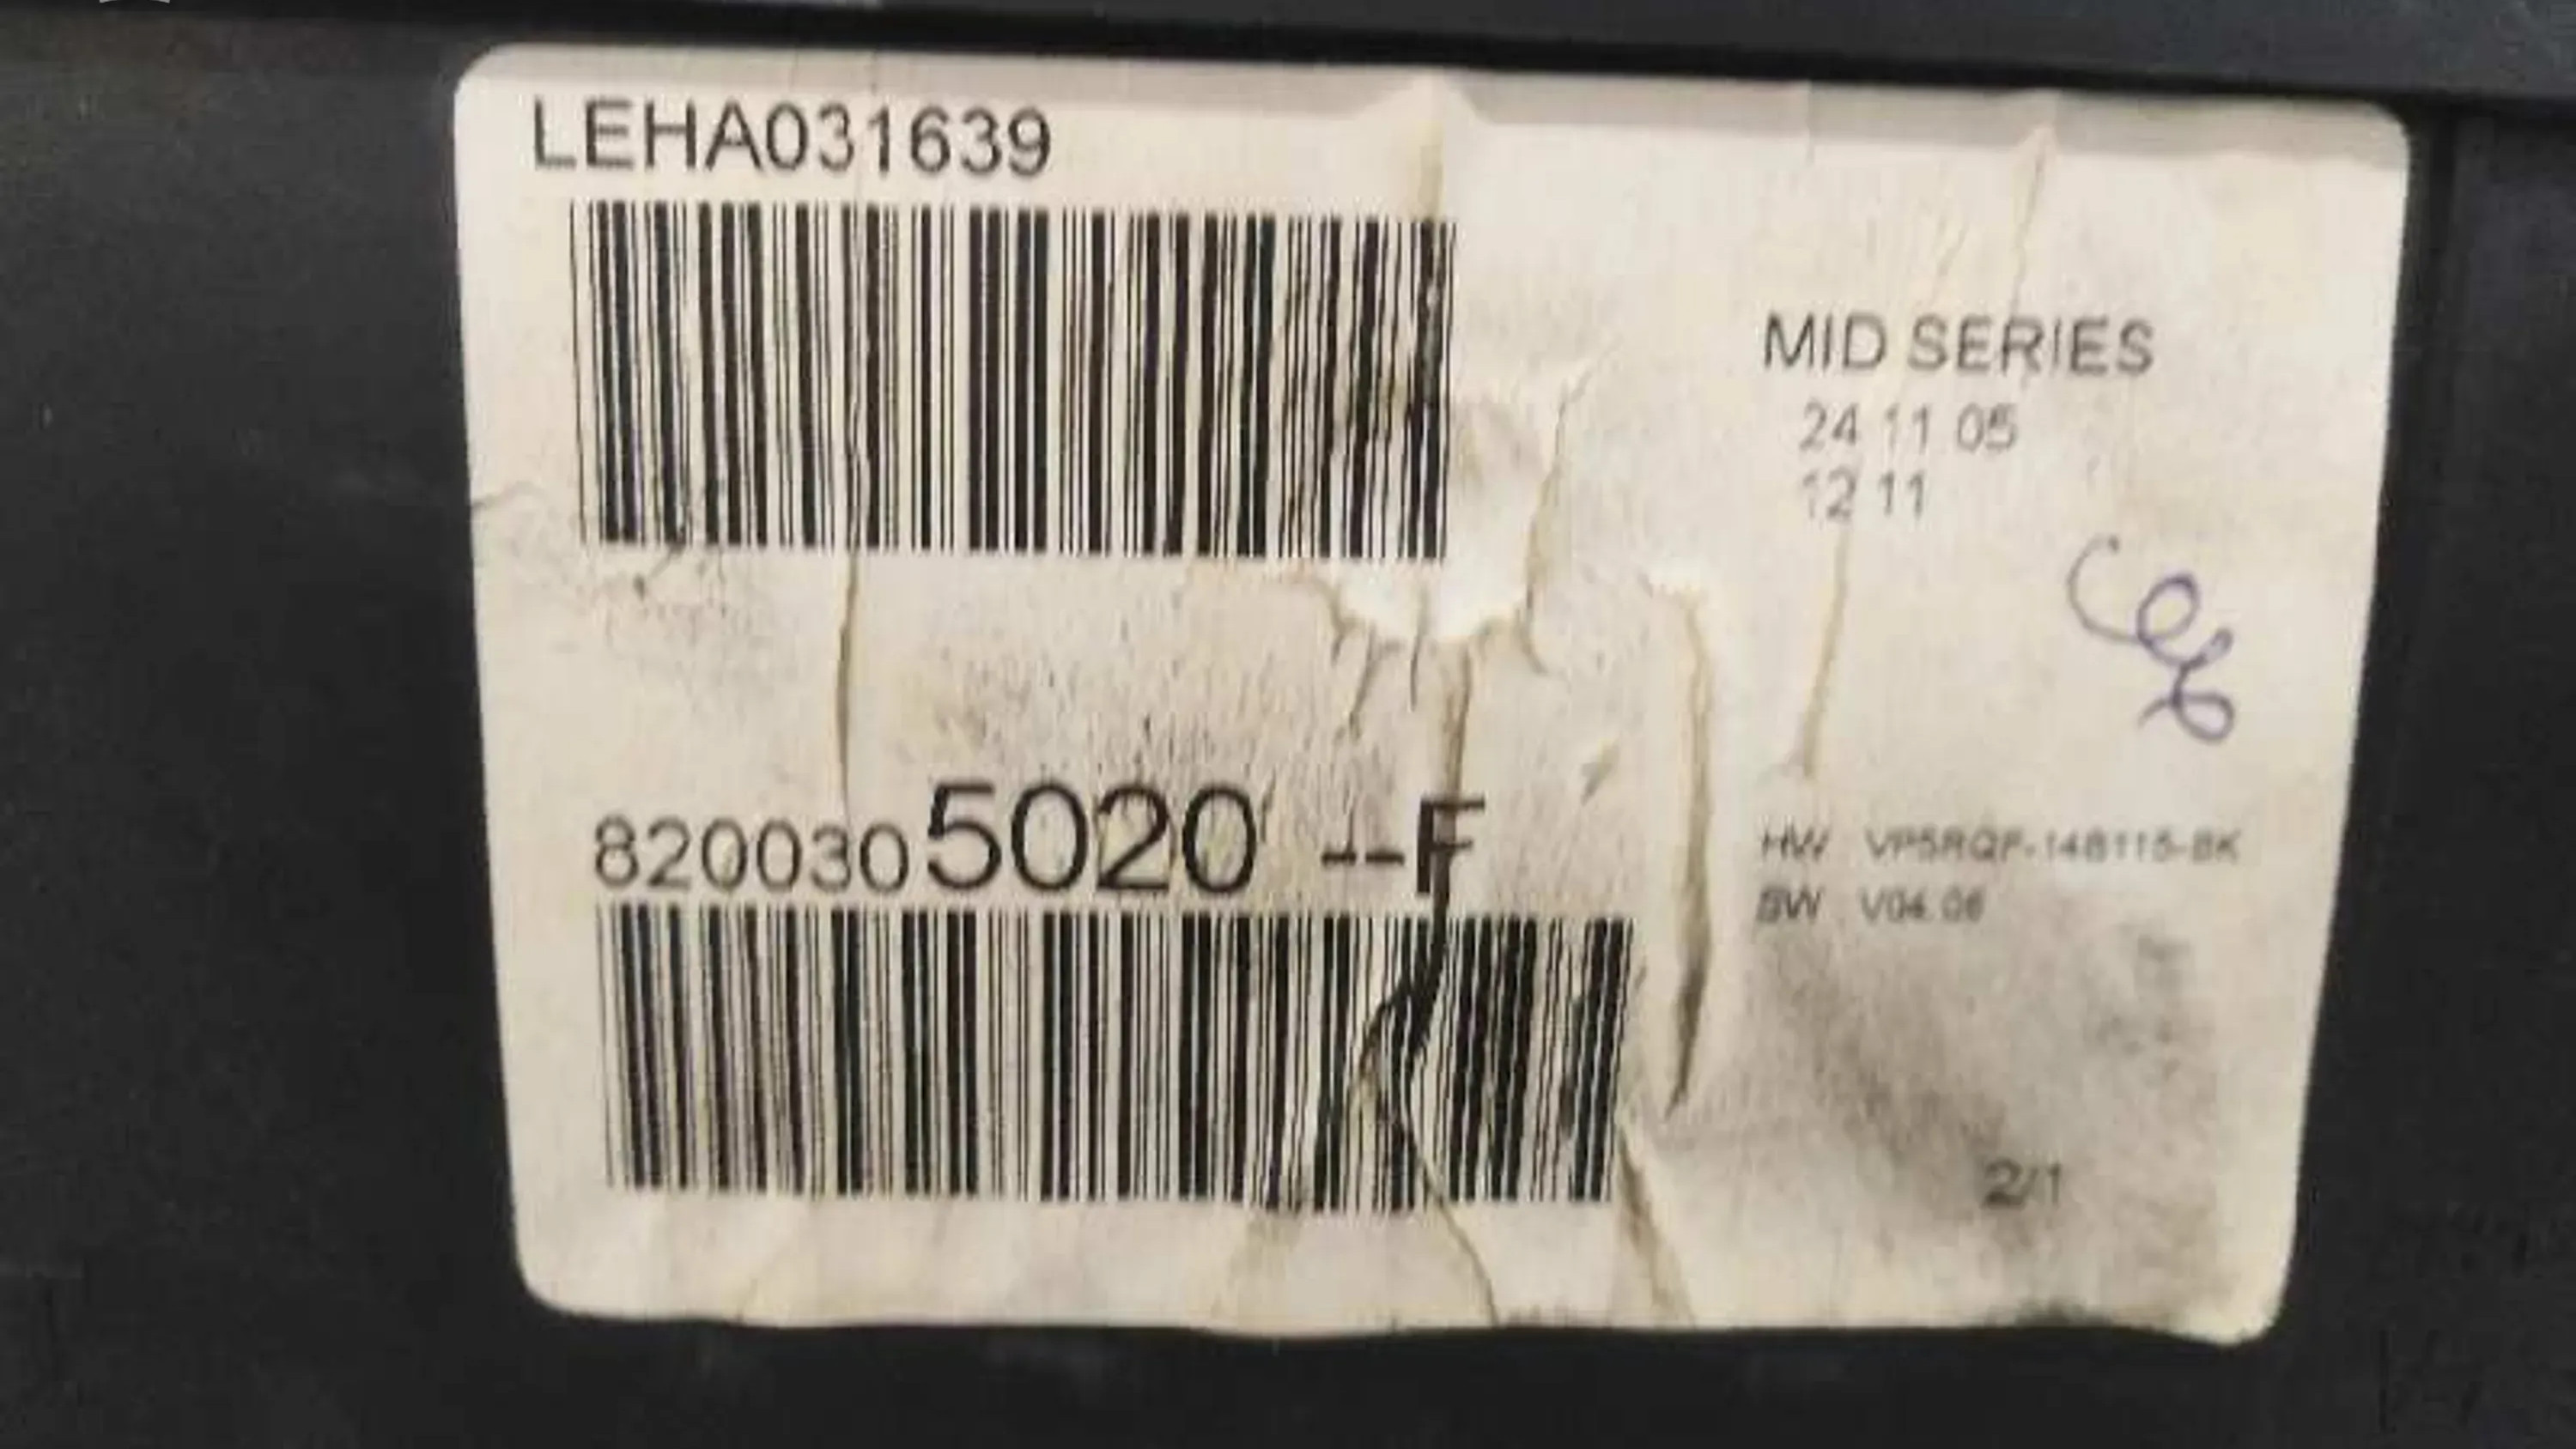 LEHA031639
MID SERIES
24 11 05
12 11
8200305020 --F
HW VP5RQF-14B115-BK
SW V04.06
2/1